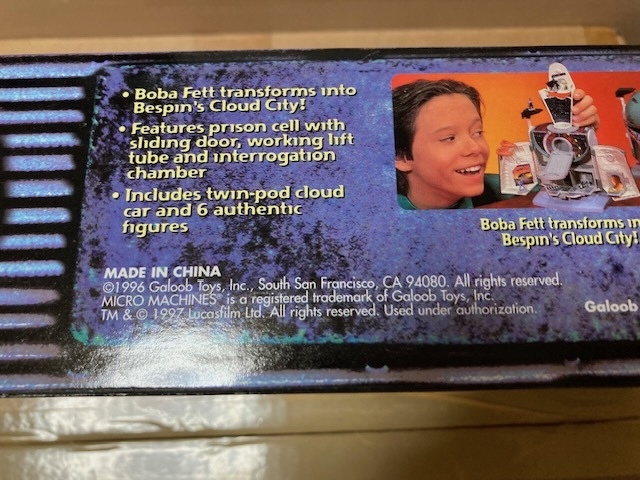 • Boba Fett transforms into
Bespin's Cloud City!
• Features prison cell with
sliding door, working lift
tube and interrogation
chamber
• Includes twin-pod cloud
car and 6 authentic
figures
Boba Fett transforms in
Bespin's Cloud City!
MADE IN CHINA
©1996 Galoob Toys, Inc., South San Francisco, CA 94080. All rights reserved.
MICRO MACHINES® is a registered trademark of Galoob Toys, Inc.
TM & © 1997 Lucasfilm Ltd. All rights reserved. Used under authorization.
Galoob